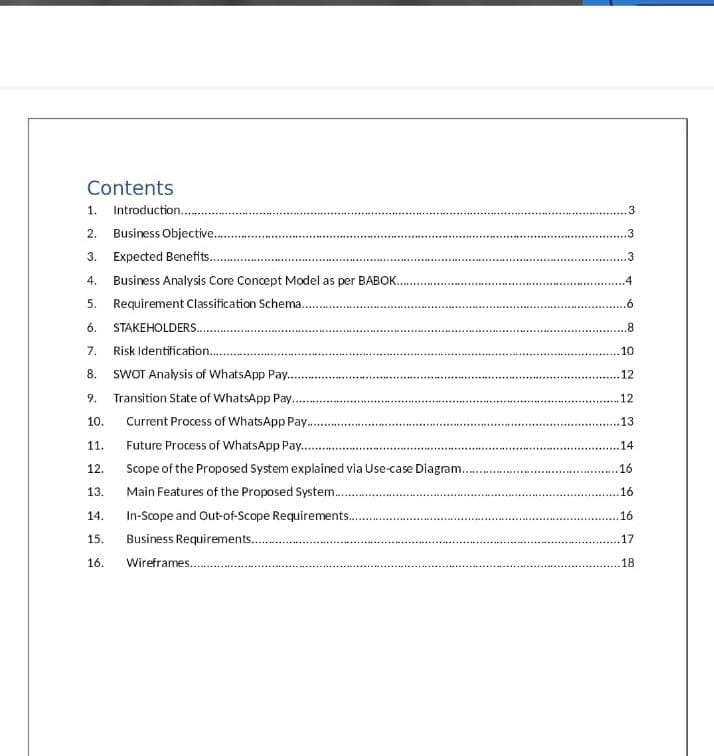 Contents
1. Introduction..........3
2. Business Objective..........3
3. Expected Benefits..........3
4. Business Analysis Core Concept Model as per BABOK..........4
5. Requirement Classification Schema..........6
6. STAKEHOLDERS..........8
7. Risk Identification..........10
8. SWOT Analysis of WhatsApp Pay..........12
9. Transition State of WhatsApp Pay..........12
10. Current Process of WhatsApp Pay..........13
11. Future Process of WhatsApp Pay..........14
12. Scope of the Proposed System explained via Use-case Diagram..........16
13. Main Features of the Proposed System..........16
14. In-Scope and Out-of-Scope Requirements..........16
15. Business Requirements..........17
16. Wireframes..........18